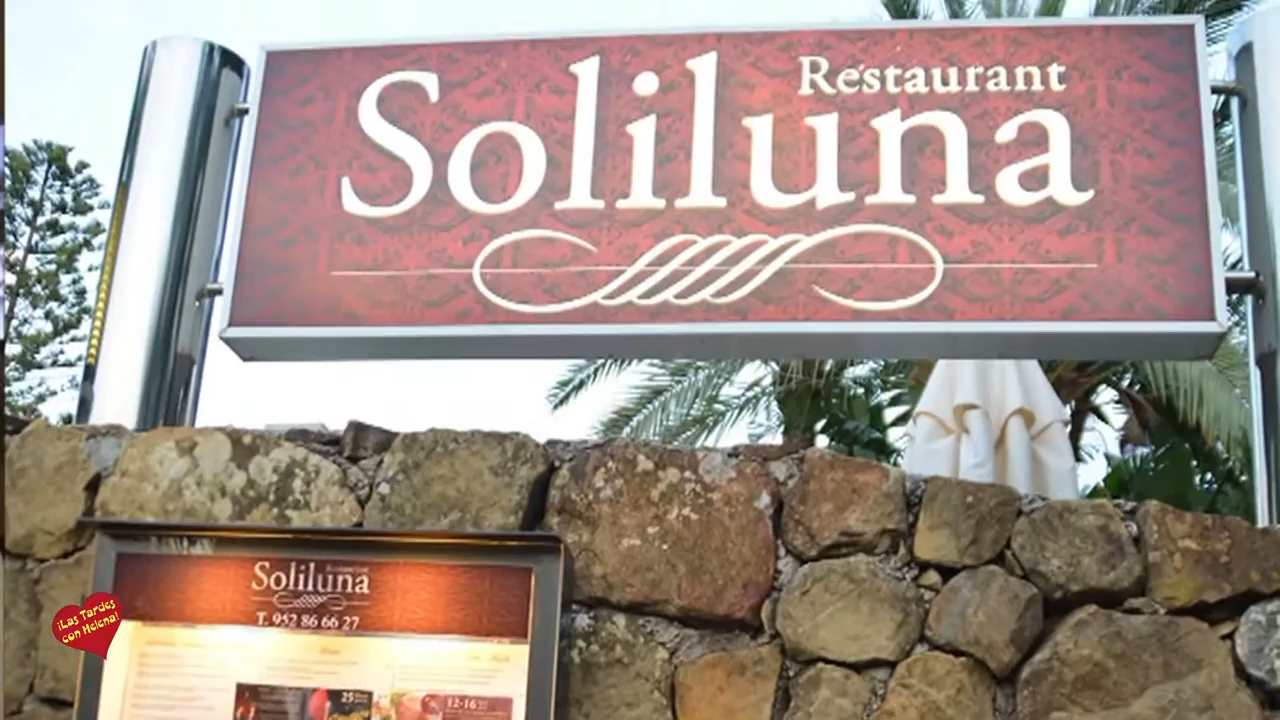 Restaurant
Soliluna
Soliluna
T. 952 86 66 27
¡Las Tardes
con Helena!
25
12-16